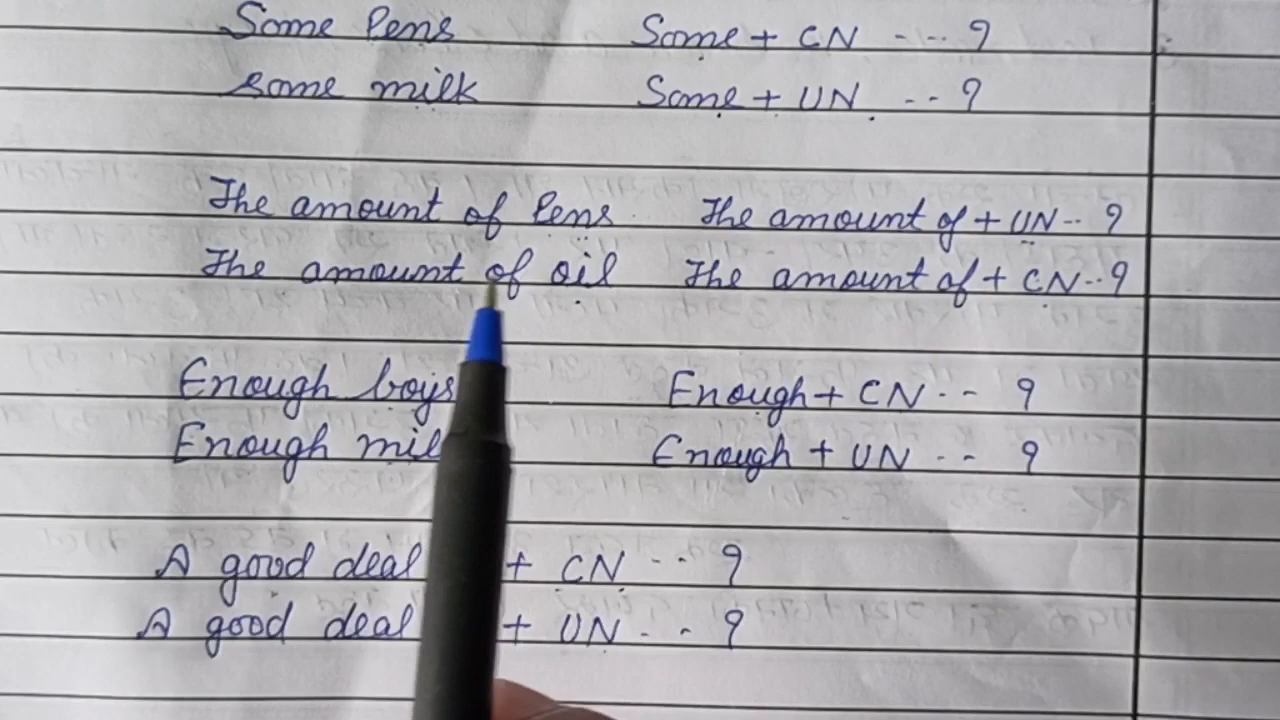 Some Pens Some + CN --- ?
Some milk Some + UN -- ?
The amount of Pens The amount of + UN -- ?
The amount of oil The amount of + CN -- ?
Enough boys Enough + CN -- ?
Enough Enough + UN -- ?
A good deal + CN -- ?
A good deal + UN -- ?